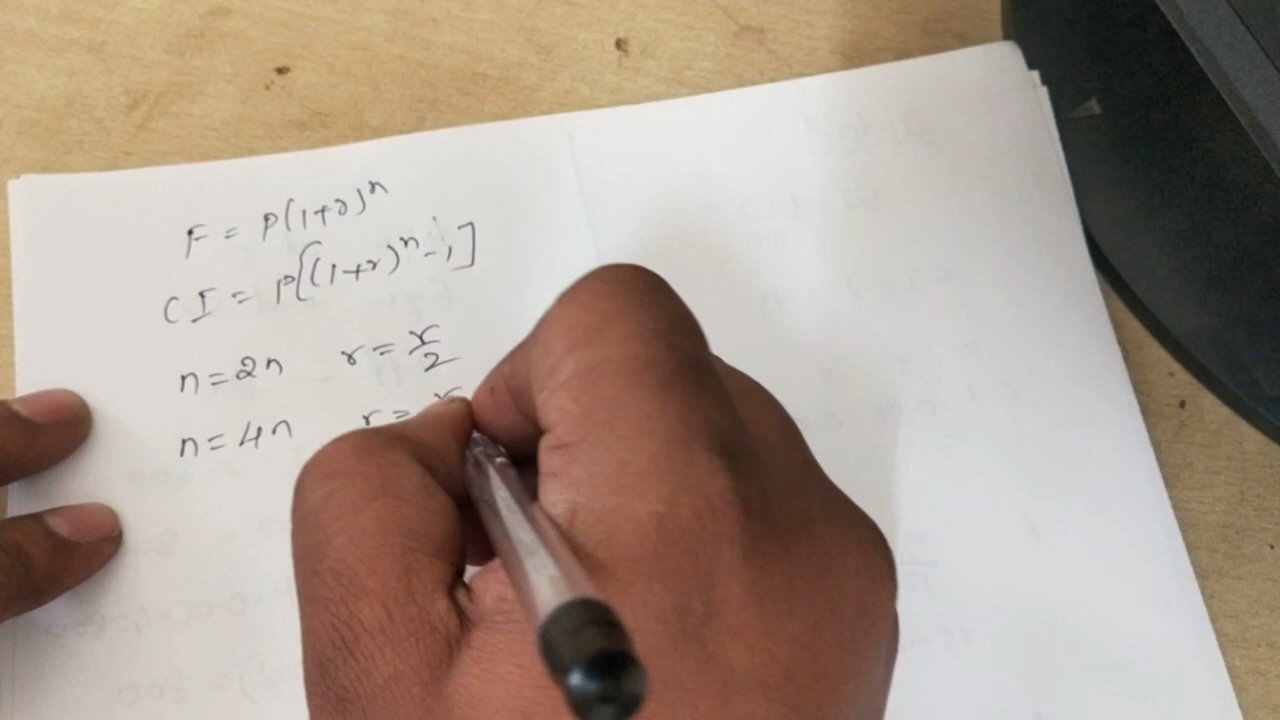 F = P(1+r)^n
CI = P[(1+r)^n - 1]
n = 2n r = r/2
n = 4n r = r